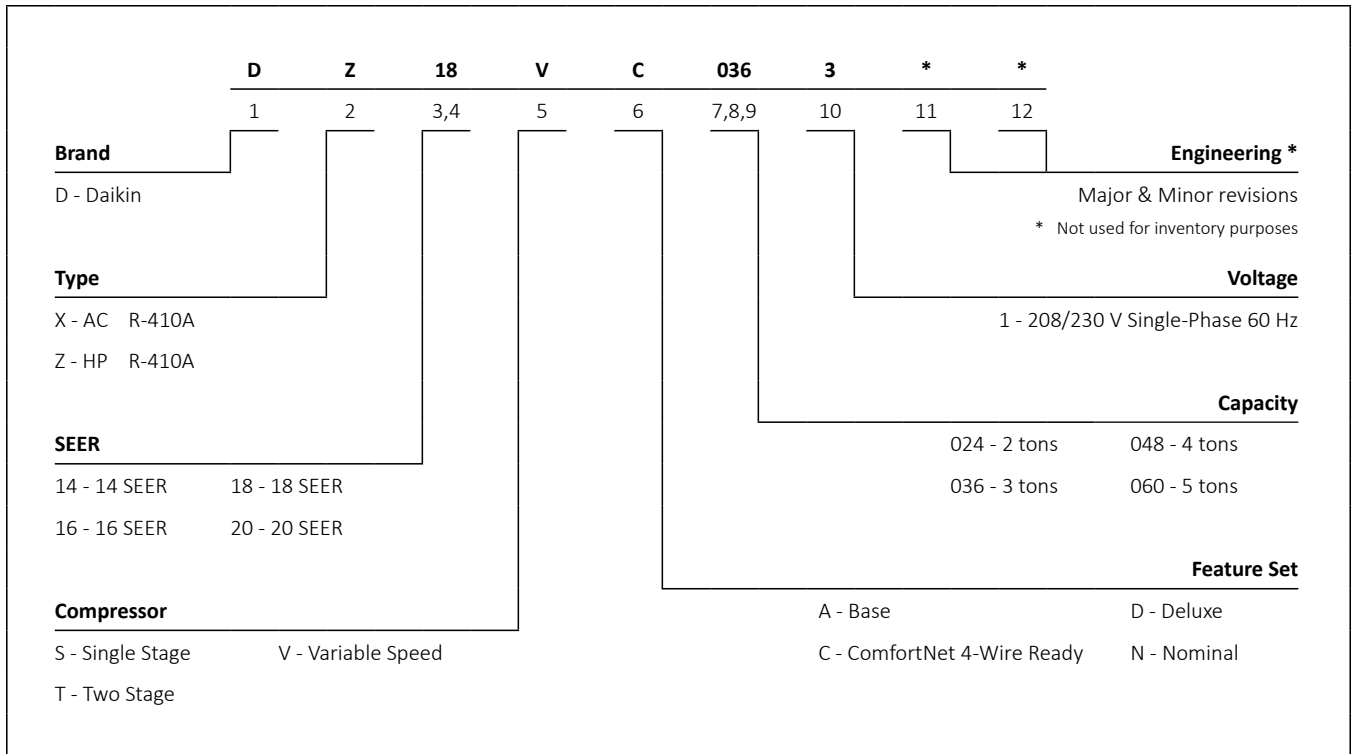 D Z 18 V C 036 3 * *
1 2 3,4 5 6 7,8,9 10 11 12
Brand
D - Daikin
Engineering *
Major & Minor revisions
* Not used for inventory purposes
Type
X - AC R-410A
Z - HP R-410A
Voltage
1 - 208/230 V Single-Phase 60 Hz
SEER
14 - 14 SEER 18 - 18 SEER
16 - 16 SEER 20 - 20 SEER
Capacity
024 - 2 tons 048 - 4 tons
036 - 3 tons 060 - 5 tons
Compressor
S - Single Stage V - Variable Speed
T - Two Stage
Feature Set
A - Base D - Deluxe
C - ComfortNet 4-Wire Ready N - Nominal